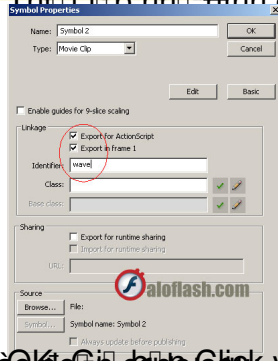 Symbol Properties
Name: Symbol 2 OK
Type: Movie Clip Cancel
Edit Basic
Enable guides for 9-slice scaling
Linkage
Export for ActionScript
Export in frame 1
Identifier: wave
Class:
Base class:
Sharing
Export for runtime sharing
Import for runtime sharing
URL:
aloflash.com
Source
Browse... File:
Symbol... Symbol name: Symbol 2
Always update before publishing